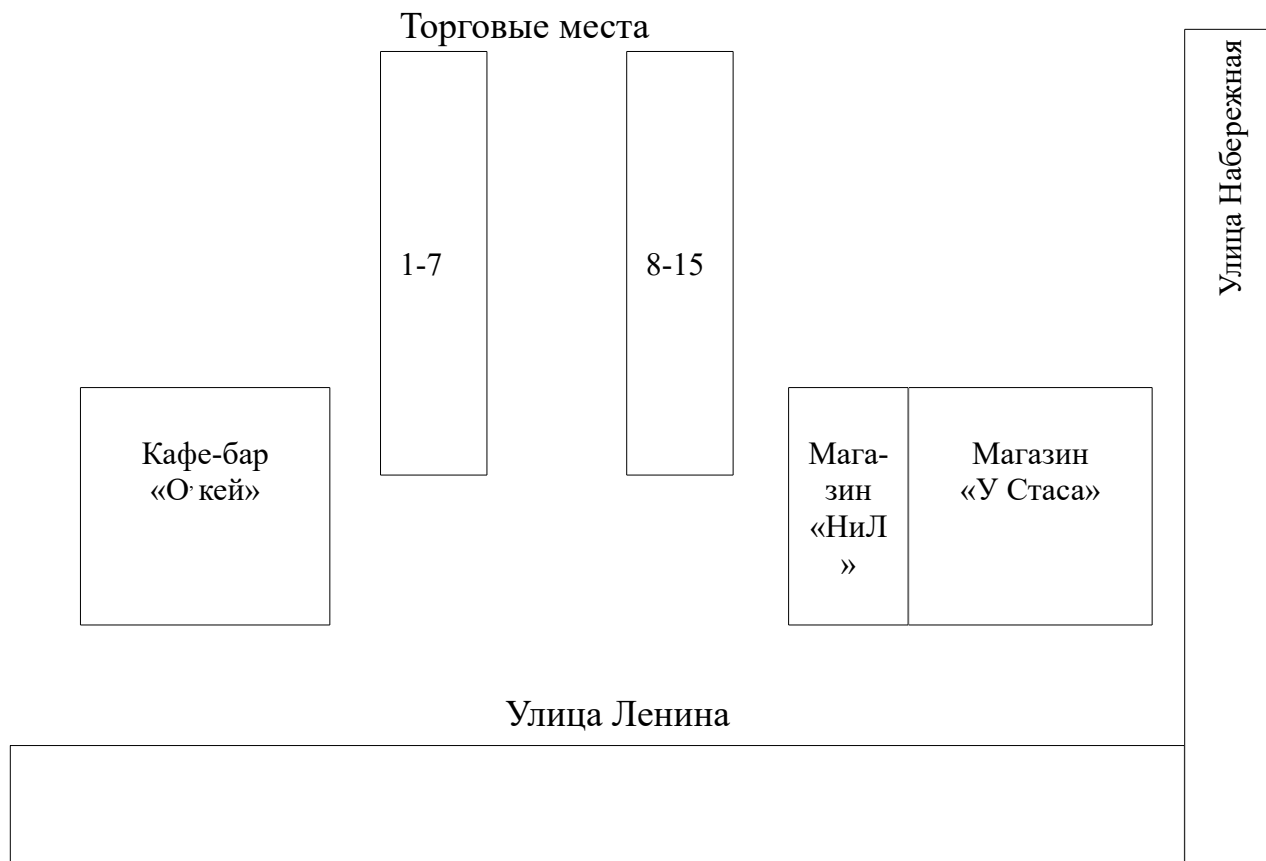 Торговые места
Улица Набережная
1-7
8-15
Кафе-бар
«О, кей»
Мага-
зин
«НиЛ
»
Магазин
«У Стаса»
Улица Ленина